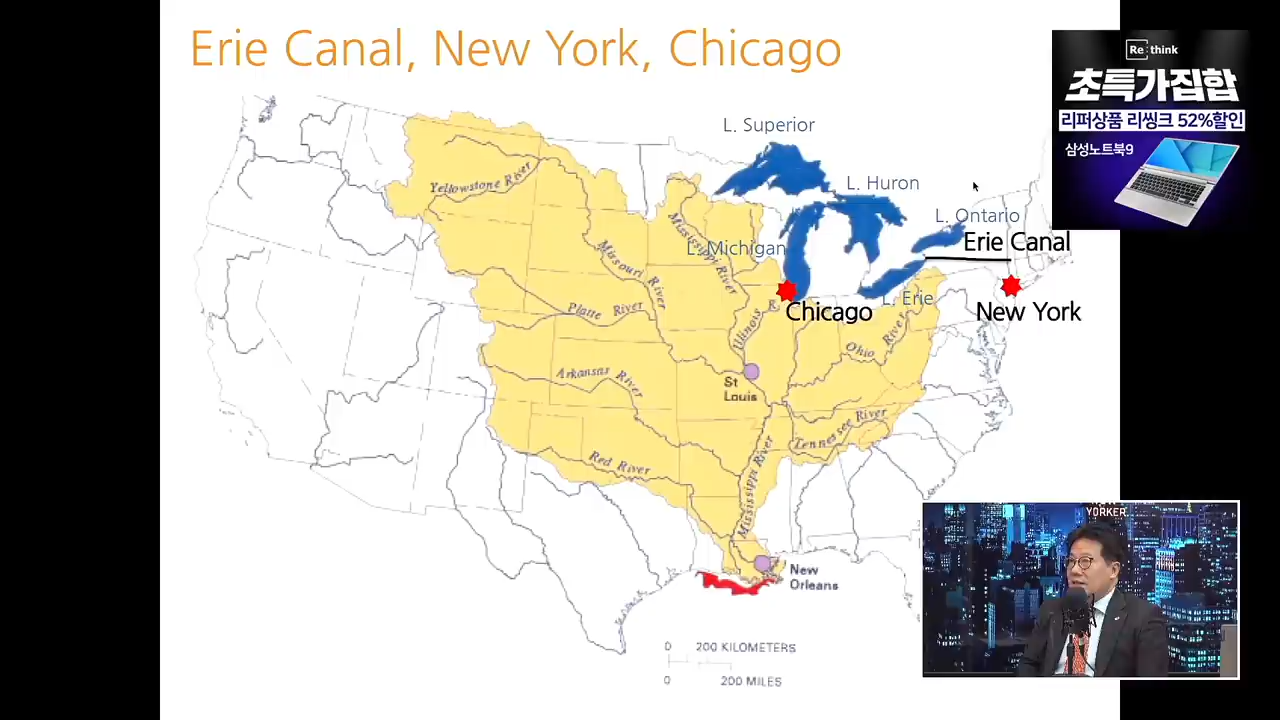 Erie Canal, New York, Chicago
Re:think
초특가집합
리퍼상품 리씽크 52%할인
삼성노트북9
L. Superior
L. Huron
L. Ontario
Erie Canal
L. Michigan
L. Erie
Chicago
New York
Yellowstone River
Missouri River
Mississippi River
Platte River
Illinois R.
Ohio River
Arkansas River
St Louis
Tennessee River
Red River
Mississippi River
New Orleans
0 200 KILOMETERS
0 200 MILES
YORKER